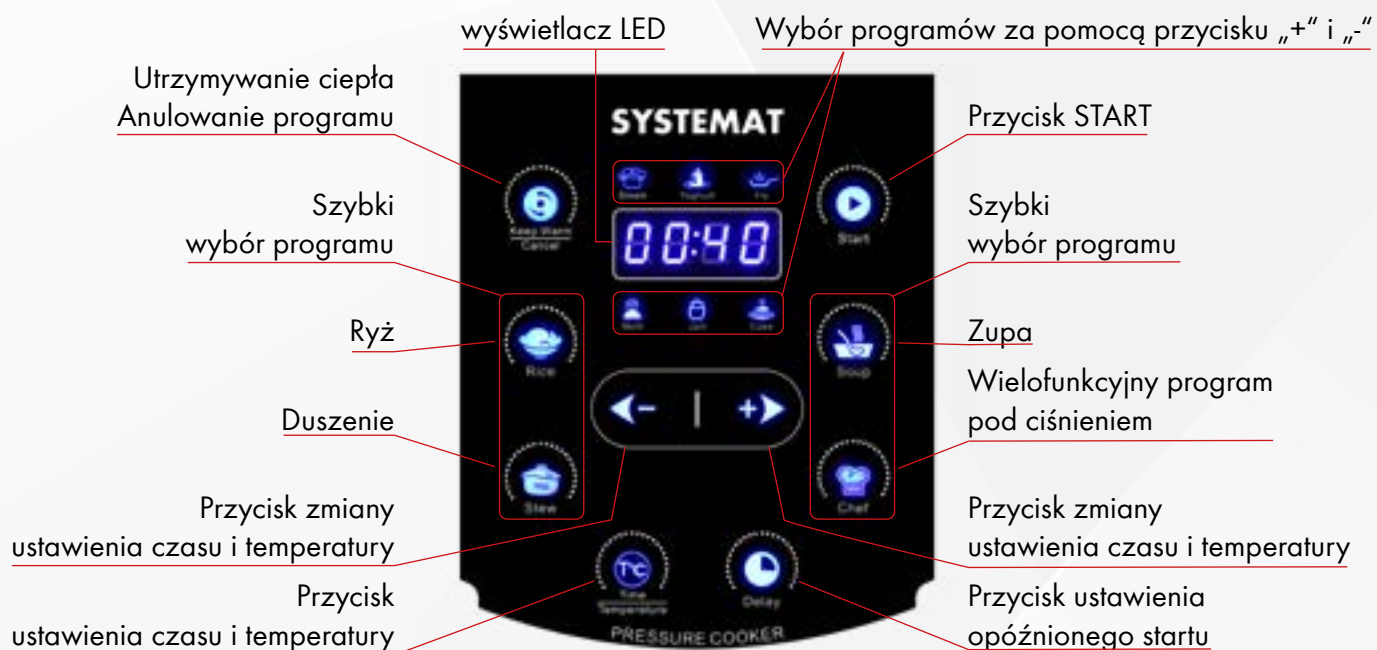 wyświetlacz LED
Wybór programów za pomocą przycisku „+“ i „-“
Utrzymywanie ciepła
Anulowanie programu
SYSTEMAT
Przycisk START
Steam Yoghurt Fry
Keep Warm
Cancel
00:40
Start
Szybki
wybór programu
Szybki
wybór programu
Multi Jam Cake
Ryż
Rice
Soup
Zupa
- | +
Wielofunkcyjny program
pod ciśnieniem
Duszenie
Stew
Chef
Przycisk zmiany
ustawienia czasu i temperatury
Przycisk zmiany
ustawienia czasu i temperatury
T°C
Time
Temperature
Delay
Przycisk
ustawienia czasu i temperatury
Przycisk ustawienia
opóźnionego startu
PRESSURE COOKER